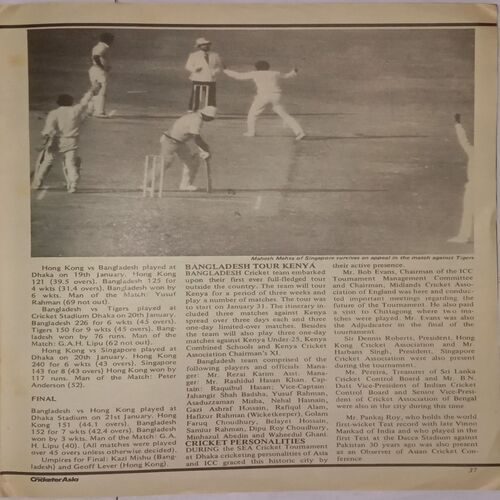 Mahosh Mehta of Singapore survives an appeal in the match against Tigers
Hong Kong vs Bangladesh played at
Dhaka on 19th January, Hong Kong
121 (39.5 overs). Bangladesh 125 for
4 wkts (31.4 overs). Bangladesh won by
6 wkts. Man of the Match: Yusuf
Rahman (69 not out).
Bangladesh vs Tigers played at
Cricket Stadium Dhaka on 20th January.
Bangladesh 226 for 6 wkts (45 overs)
Tigers 150 for 9 wkts (45 overs). Bang-
ladesh won by 76 runs. Man of the
Match: G.A.H. Lipu (62 not out).
Hong Kong vs Singapore played at
Dhaka on 20th January. Hong Kong
240 for 6 wkts (43 overs). Singapore
143 for 8 (43 overs) Hong Kong won by
117 runs. Man of the Match: Peter
Anderson (52).
FINAL
Bangladesh vs Hong Kong played at
Dhaka Stadium on 21st January. Hong
Kong 151 (44.1 overs). Bangladesh
152 for 7 wkts (42.4 overs). Bangladesh
won by 3 wkts. Man of the Match: G.A.
H. Lipu (40). (All matches were played
over 45 overs unless otherwise decided).
Umpires for Final: Kazi Mishu (Bang-
ladesh) and Geoff Lever (Hong Kong)
BANGLADESH TOUR KENYA
BANGLADESH Cricket team embarked
upon their first ever full-fledged tour
outside the country. The team will tour
Kenya for a period of three weeks and
play a number of matches. The tour was
to start on January 31. The itinerary in-
cluded three matches against Kenya
spread over three days each and three
one-day limited-over matches. Besides
the team will also play three one-day
matches against Kenya Under-25, Kenya
Combined Schools and Kenya Cricket
Association Chairman's XI.
Bangladesh team comprised of the
following players and officials Mana-
ger: Mr. Rezai Karim Asst. Mana-
ger: Mr. Rashidul Hasan Khan. Cap-
tain: Raquibul Hasan; Vice-Captain
Jahangir Shah Badsha, Yusuf Rahman,
Asaduzzaman Misha, Nehal Hasnain,
Gazi Ashraf Hossain, Rafiqul Alam,
Hafizur Rahman (Wicketkeeper), Golam
Faruq Choudhury, Belayet Hossain,
Samiur Rahman, Dipu Roy Choudhury,
Minhazul Abedin and Waheedul Ghani.
CRICKET PERSONALITIES
DURING the SEA Cricket Tournament
at Dhaka cricketing personalities of Asia
and ICC graced this historic city by
their active presence.
Mr. Bob Evans, Chairman of the ICC
Tournament Management Committee
and Chairman, Midlands Cricket Asso-
ciation of England was here and conduc-
ted important meetings regarding the
future of the Tournament. He also paid
a visit to Chittagong where two ma-
tches were played. Mr. Evans was also
the Adjudicator in the final of the
tournament.
Sir Dennis Roberts, President, Hong
Kong Cricket Association and Mr.
Harbans Singh, President, Singapore
Cricket Association were also present
during the tournament.
Mr. Pereira, Treasurer of Sri Lanka
Cricket Control Board and Mr. B.N.
Dutt Vice-President of Indian Cricket
Control Board and Senior Vice-Presi-
dent of Cricket Association of Bengal
were also in the city during this time.
Mr. Pankaj Roy, who holds the world
first-wicket Test record with late Vinoo
Mankad of India and who played in the
first Test at the Dacca Stadium against
Pakistan 30 years ago was also present
as an Observer of Asian Cricket Con-
ference
37
Cricketer Asia